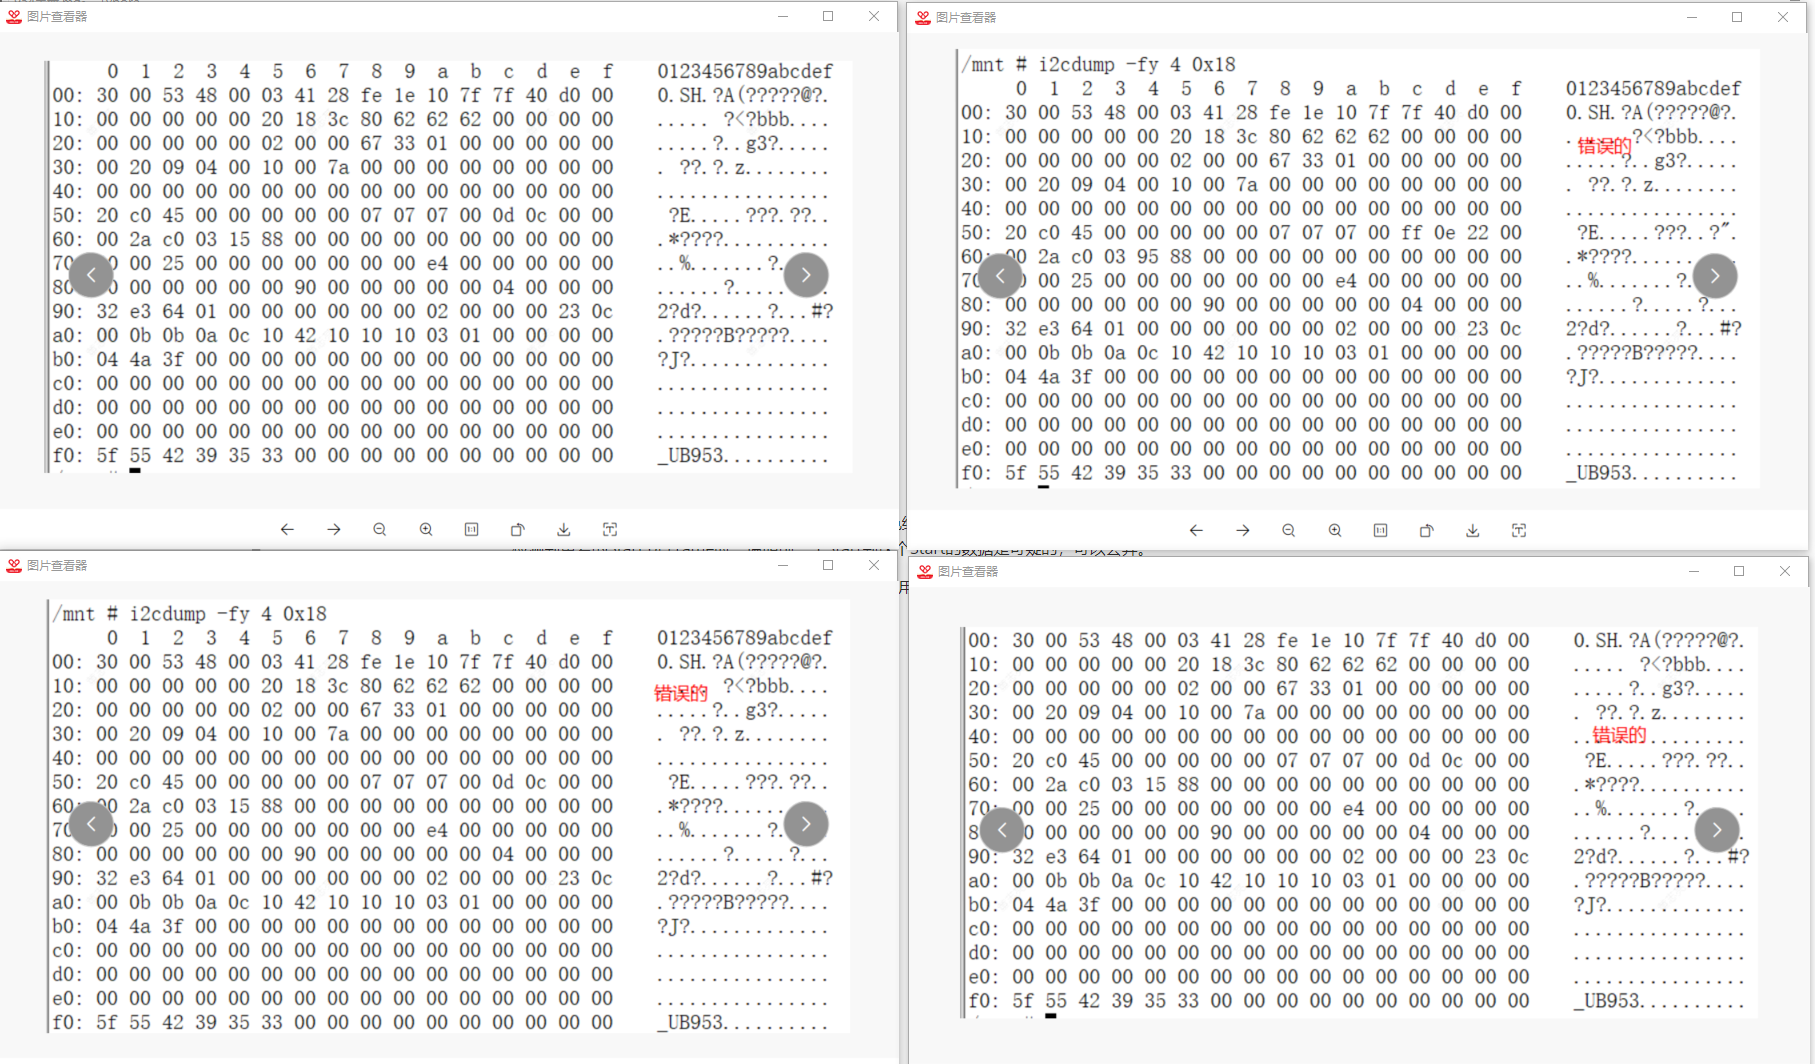 图片查看器
0 1 2 3 4 5 6 7 8 9 a b c d e f 0123456789abcdef
00: 30 00 53 48 00 03 41 28 fe 1e 10 7f 7f 40 d0 00 0.SH.?A(?????@?.
10: 00 00 00 00 00 20 18 3c 80 62 62 62 00 00 00 00 ..... ?<?bbb....
20: 00 00 00 00 00 02 00 00 67 33 01 00 00 00 00 00 .....?..g3?.....
30: 00 20 09 04 00 10 00 7a 00 00 00 00 00 00 00 00 . ??.?.z........
40: 00 00 00 00 00 00 00 00 00 00 00 00 00 00 00 00 ................
50: 20 c0 45 00 00 00 00 00 07 07 07 00 0d 0c 00 00 ?E.....???.??..
60: 00 2a c0 03 15 88 00 00 00 00 00 00 00 00 00 00 .*????..........
70 00 25 00 00 00 00 00 00 00 e4 00 00 00 00 00 ..%.......?.
80 00 00 00 00 00 90 00 00 00 00 00 04 00 00 00 ......?.....
90: 32 e3 64 01 00 00 00 00 00 00 02 00 00 00 23 0c 2?d?......?...#?
a0: 00 0b 0b 0a 0c 10 42 10 10 10 03 01 00 00 00 00 .?????B?????....
b0: 04 4a 3f 00 00 00 00 00 00 00 00 00 00 00 00 00 ?J?.............
c0: 00 00 00 00 00 00 00 00 00 00 00 00 00 00 00 00 ................
d0: 00 00 00 00 00 00 00 00 00 00 00 00 00 00 00 00 ................
e0: 00 00 00 00 00 00 00 00 00 00 00 00 00 00 00 00 ................
f0: 5f 55 42 39 35 33 00 00 00 00 00 00 00 00 00 00 _UB953..........
图片查看器
/mnt # i2cdump -fy 4 0x18
0 1 2 3 4 5 6 7 8 9 a b c d e f 0123456789abcdef
00: 30 00 53 48 00 03 41 28 fe 1e 10 7f 7f 40 d0 00 0.SH.?A(?????@?.
10: 00 00 00 00 00 20 18 3c 80 62 62 62 00 00 00 00 . ?<?bbb....
错误的
20: 00 00 00 00 00 02 00 00 67 33 01 00 00 00 00 00 .....?..g3?.....
30: 00 20 09 04 00 10 00 7a 00 00 00 00 00 00 00 00 . ??.?.z........
40: 00 00 00 00 00 00 00 00 00 00 00 00 00 00 00 00 ................
50: 20 c0 45 00 00 00 00 00 07 07 07 00 ff 0e 22 00 ?E.....???..?".
60: 00 2a c0 03 95 88 00 00 00 00 00 00 00 00 00 00 .*????.........
70 00 25 00 00 00 00 00 00 00 e4 00 00 00 00 00 ..%.......?.
80: 00 00 00 00 00 00 90 00 00 00 00 00 04 00 00 00 ......?.....?...
90: 32 e3 64 01 00 00 00 00 00 00 02 00 00 00 23 0c 2?d?......?...#?
a0: 00 0b 0b 0a 0c 10 42 10 10 10 03 01 00 00 00 00 .?????B?????....
b0: 04 4a 3f 00 00 00 00 00 00 00 00 00 00 00 00 00 ?J?.............
c0: 00 00 00 00 00 00 00 00 00 00 00 00 00 00 00 00 ................
d0: 00 00 00 00 00 00 00 00 00 00 00 00 00 00 00 00 ................
e0: 00 00 00 00 00 00 00 00 00 00 00 00 00 00 00 00 ................
f0: 5f 55 42 39 35 33 00 00 00 00 00 00 00 00 00 00 _UB953..........
个Start的数据是可疑的，可以丢弃。
用
图片查看器
/mnt # i2cdump -fy 4 0x18
0 1 2 3 4 5 6 7 8 9 a b c d e f 0123456789abcdef
00: 30 00 53 48 00 03 41 28 fe 1e 10 7f 7f 40 d0 00 0.SH.?A(?????@?.
10: 00 00 00 00 00 20 18 3c 80 62 62 62 00 00 00 00 ?<?bbb....
错误的
20: 00 00 00 00 00 02 00 00 67 33 01 00 00 00 00 00 .....?..g3?.....
30: 00 20 09 04 00 10 00 7a 00 00 00 00 00 00 00 00 . ??.?.z........
40: 00 00 00 00 00 00 00 00 00 00 00 00 00 00 00 00 ................
50: 20 c0 45 00 00 00 00 00 07 07 07 00 0d 0c 00 00 ?E.....???.??..
60: 00 2a c0 03 15 88 00 00 00 00 00 00 00 00 00 00 .*????.........
70 00 25 00 00 00 00 00 00 00 e4 00 00 00 00 00 ..%.......?.
80: 00 00 00 00 00 00 90 00 00 00 00 00 04 00 00 00 ......?.....?...
90: 32 e3 64 01 00 00 00 00 00 00 02 00 00 00 23 0c 2?d?......?...#?
a0: 00 0b 0b 0a 0c 10 42 10 10 10 03 01 00 00 00 00 .?????B?????....
b0: 04 4a 3f 00 00 00 00 00 00 00 00 00 00 00 00 00 ?J?.............
c0: 00 00 00 00 00 00 00 00 00 00 00 00 00 00 00 00 ................
d0: 00 00 00 00 00 00 00 00 00 00 00 00 00 00 00 00 ................
e0: 00 00 00 00 00 00 00 00 00 00 00 00 00 00 00 00 ................
f0: 5f 55 42 39 35 33 00 00 00 00 00 00 00 00 00 00 _UB953..........
图片查看器
00: 30 00 53 48 00 03 41 28 fe 1e 10 7f 7f 40 d0 00 0.SH.?A(?????@?.
10: 00 00 00 00 00 20 18 3c 80 62 62 62 00 00 00 00 ..... ?<?bbb....
20: 00 00 00 00 00 02 00 00 67 33 01 00 00 00 00 00 .....?..g3?.....
30: 00 20 09 04 00 10 00 7a 00 00 00 00 00 00 00 00 . ??.?.z........
40: 00 00 00 00 00 00 00 00 00 00 00 00 00 00 00 00 ..错误的.........
50: 20 c0 45 00 00 00 00 00 07 07 07 00 0d 0c 00 00 ?E.....???.??..
60: 00 2a c0 03 15 88 00 00 00 00 00 00 00 00 00 00 .*????..........
70: 00 00 25 00 00 00 00 00 00 00 e4 00 00 00 00 00 ..%.......?.
8 00 00 00 00 00 90 00 00 00 00 00 04 00 00 00 ......?....
90: 32 e3 64 01 00 00 00 00 00 00 02 00 00 00 23 0c 2?d?......?...#?
a0: 00 0b 0b 0a 0c 10 42 10 10 10 03 01 00 00 00 00 .?????B?????....
b0: 04 4a 3f 00 00 00 00 00 00 00 00 00 00 00 00 00 ?J?.............
c0: 00 00 00 00 00 00 00 00 00 00 00 00 00 00 00 00 ................
d0: 00 00 00 00 00 00 00 00 00 00 00 00 00 00 00 00 ................
e0: 00 00 00 00 00 00 00 00 00 00 00 00 00 00 00 00 ................
f0: 5f 55 42 39 35 33 00 00 00 00 00 00 00 00 00 00 _UB953..........